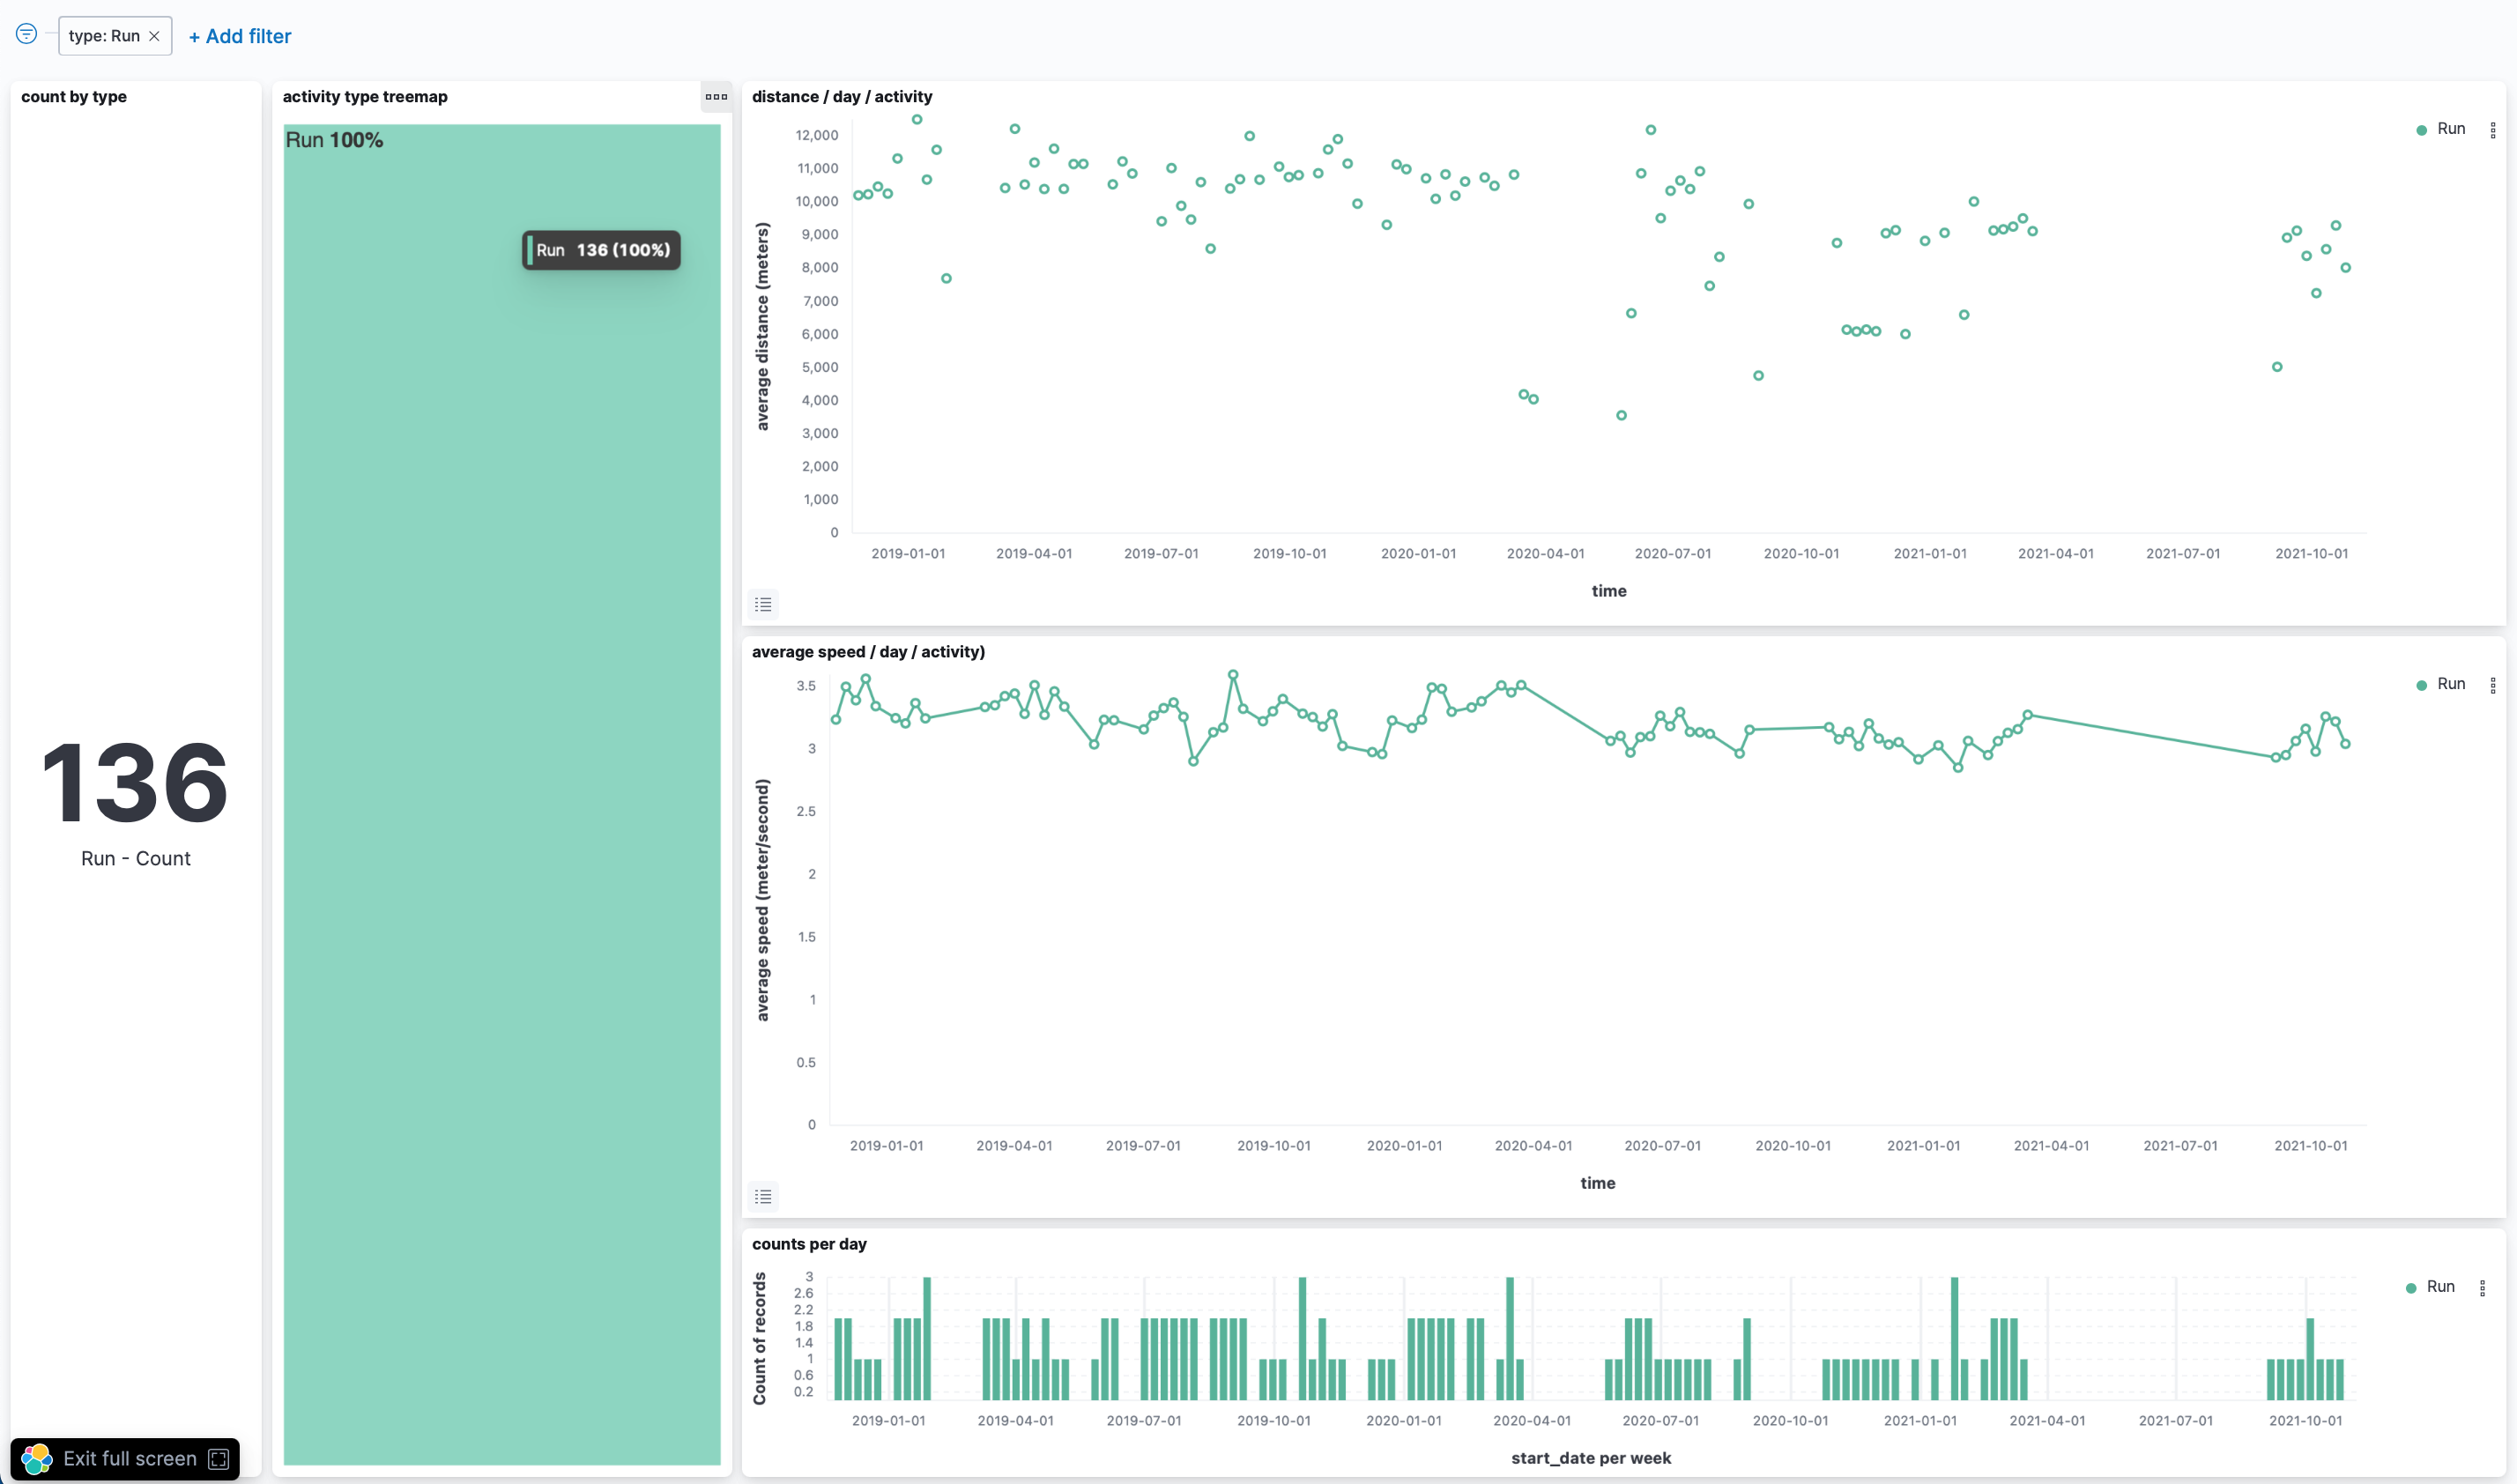 type: Run
+ Add filter
count by type
136
Run - Count
activity type treemap
Run 100%
Run 136 (100%)
distance / day / activity
average distance (meters)
12,000
11,000
10,000
9,000
8,000
7,000
6,000
5,000
4,000
3,000
2,000
1,000
0
2019-01-01 2019-04-01 2019-07-01 2019-10-01 2020-01-01 2020-04-01 2020-07-01 2020-10-01 2021-01-01 2021-04-01 2021-07-01 2021-10-01
time
Run
average speed / day / activity)
average speed (meter/second)
3.5
3
2.5
2
1.5
1
0.5
0
2019-01-01 2019-04-01 2019-07-01 2019-10-01 2020-01-01 2020-04-01 2020-07-01 2020-10-01 2021-01-01 2021-04-01 2021-07-01 2021-10-01
time
Run
counts per day
Count of records
3
2.6
2.2
1.8
1.4
1
0.6
0.2
2019-01-01 2019-04-01 2019-07-01 2019-10-01 2020-01-01 2020-04-01 2020-07-01 2020-10-01 2021-01-01 2021-04-01 2021-07-01 2021-10-01
start_date per week
Run
Exit full screen